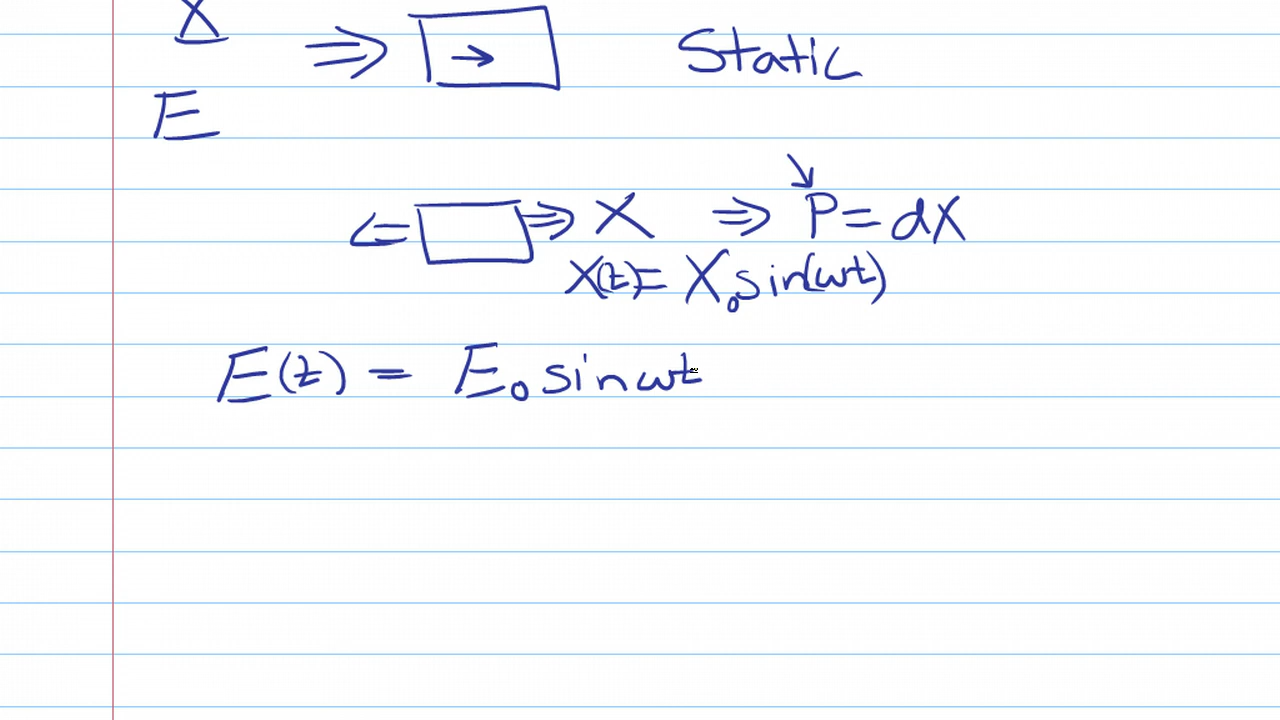 X
⇒ → Static
E
⇐ ⇒ X ⇒ P = dX
X(t) = X₀ sin(ωt)
E(t) = E₀ sin ωt